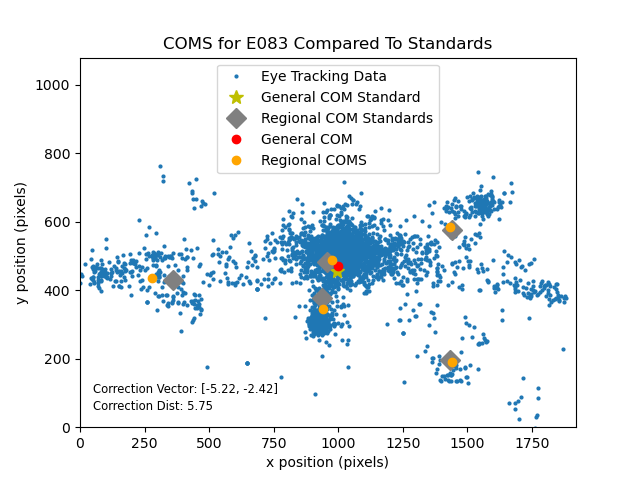 COMS for E083 Compared To Standards
Eye Tracking Data
General COM Standard
Regional COM Standards
General COM
Regional COMS
y position (pixels)
1000
800
600
400
200
0
Correction Vector: [-5.22, -2.42]
Correction Dist: 5.75
0 250 500 750 1000 1250 1500 1750
x position (pixels)